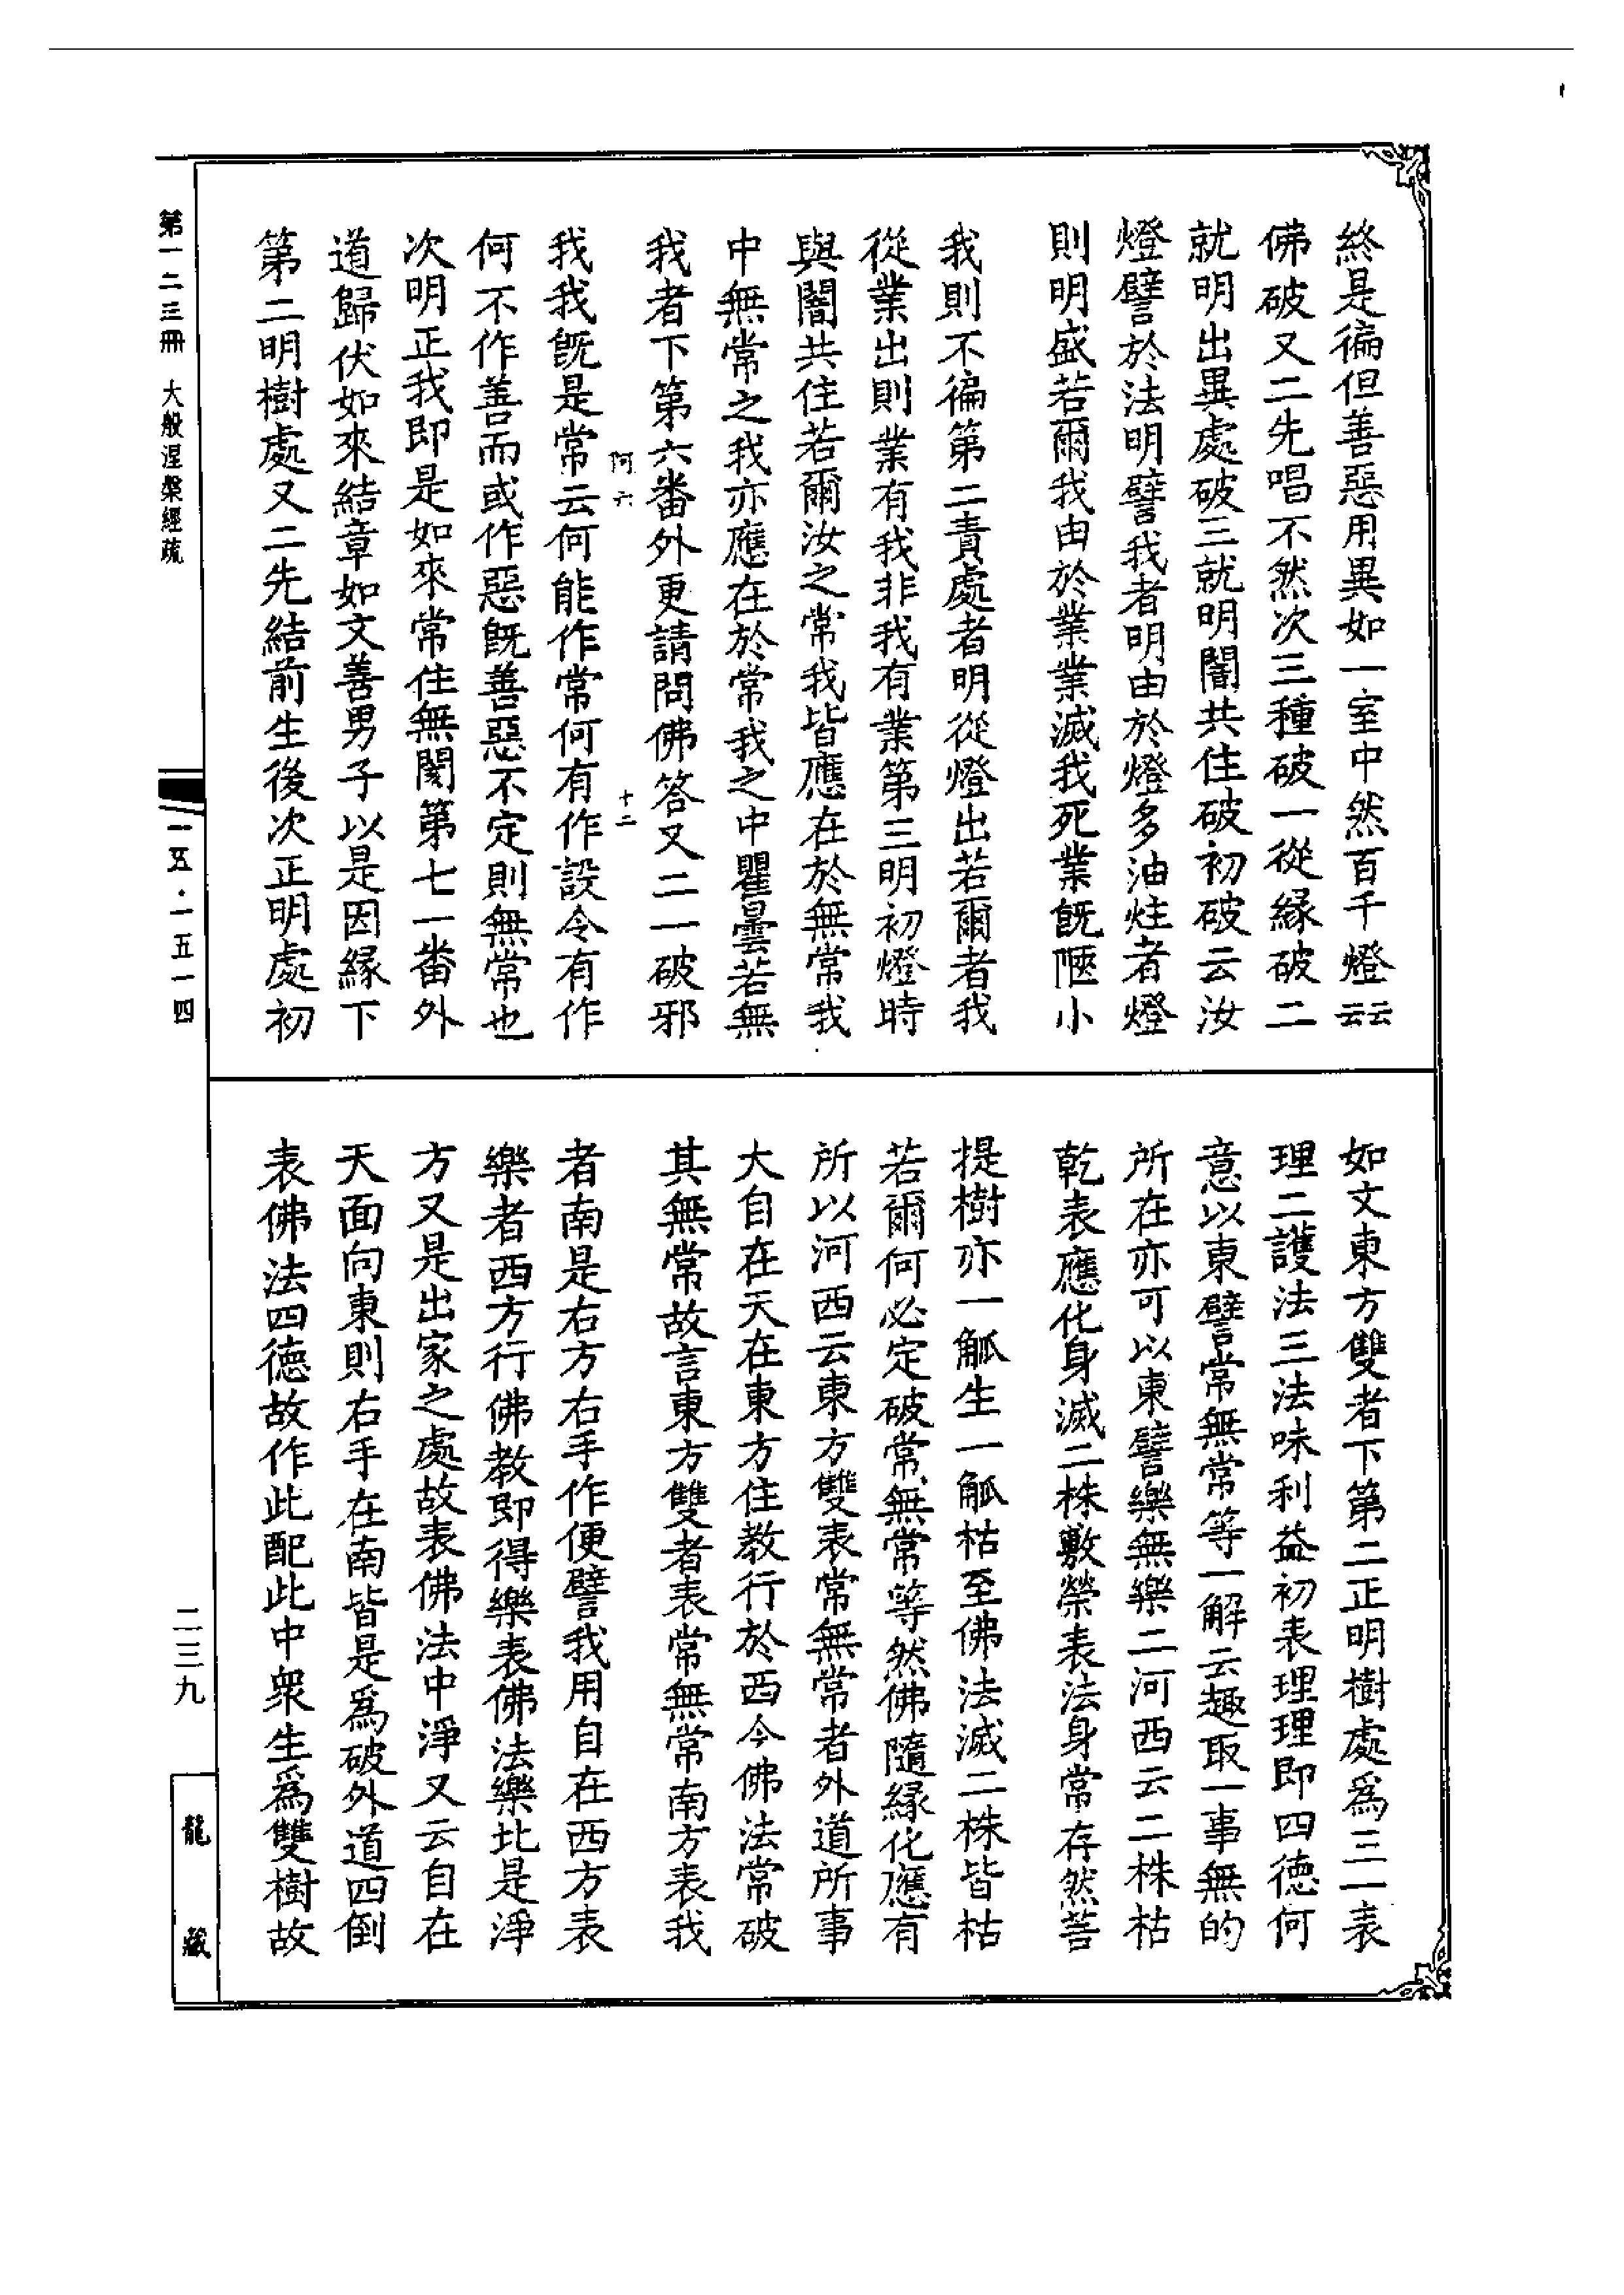 終是徧但善惡用異如一室中然百千燈云云
佛破又二先唱不然次三種破一從緣破二
就明出異處破三就明闇共住破初破云汝
燈譬於法明譬我者明由於燈多油炷者燈
則明盛若爾我由於業業滅我死業旣陋小
我則不徧第二責處者明從燈出若爾者我
從業出則業有我非我有業第三明初燈時
與闇共住若爾汝之常我皆應在於無常我
中無常之我亦應在於常我之中瞿曇若無
我者下第六番外更請問佛答又二一破邪
阿六 十二
我我旣是常云何能作常何有作設令有作
何不作善而或作惡旣善惡不定則無常也
次明正我即是如來常住無闋第七一番外
道歸伏如來結章如文善男子以是因緣下
第二明樹處又二先結前生後次正明處初
如文東方雙者下第二正明樹處爲三一表
理二護法三法味利益初表理理即四德何
意以東譬常無常等一解云趣取一事無的
所在亦可以東譬樂無樂二河西云二株枯
乾表應化身滅二株敷榮表法身常存然菩
提樹亦一觚生一觚枯至佛法滅二株皆枯
若爾何必定破常無常等然佛隨緣化應有
所以河西云東方雙表常無常者外道所事
大自在天在東方住教行於西今佛法常破
其無常故言東方雙者表常無常南方表我
者南是右方右手作便譬我用自在西方表
樂者西方行佛教即得樂表佛法樂北是淨
方又是出家之處故表佛法中淨又云自在
天面向東則右手在南皆是爲破外道四倒
表佛法四德故作此配此中衆生爲雙樹故
第一二三冊 大般涅槃經疏
一五·一五一四
二三九
龍藏